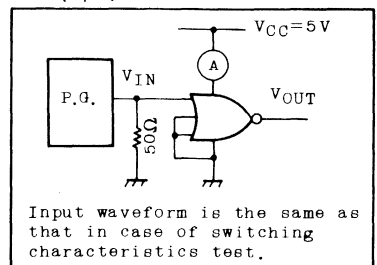 VCC=5V
A
VIN
P.G.
VOUT
50Ω
Input waveform is the same as
that in case of switching
characteristics test.